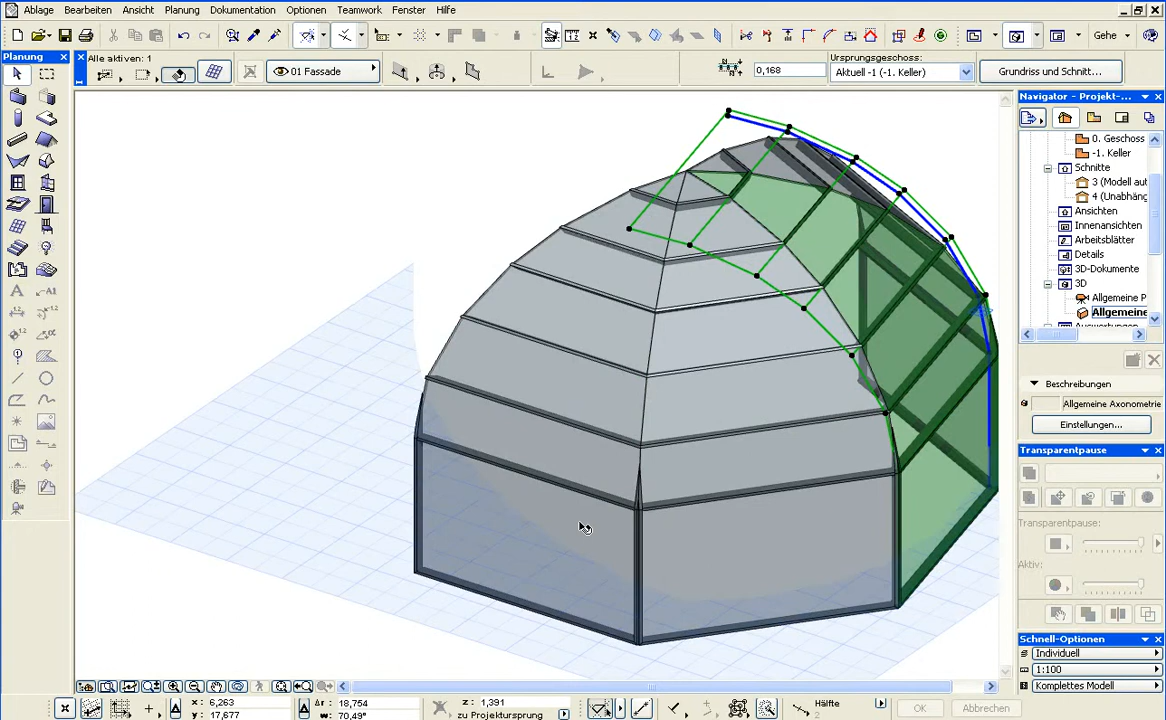 Ablage Bearbeiten Ansicht Planung Dokumentation Optionen Teamwork Fenster Hilfe
Gehe
Planung
Alle aktiven: 1
01 Fassade
0,168
Ursprungsgeschoss:
Aktuell -1 (-1. Keller)
Grundriss und Schnitt...
Navigator - Projekt-...
0. Geschoss
-1. Keller
Schnitte
3 (Modell aut
4 (Unabhäng
Ansichten
Innenansichten
Arbeitsblätter
Details
3D-Dokumente
3D
Allgemeine P
Allgemeine
Auswertungen
Beschreibungen
Allgemeine Axonometrie
Einstellungen...
Transparentpause
Transparentpause:
Aktiv:
Schnell-Optionen
Individuell
1:100
Komplettes Modell
A A1
x: 6,263
y: 17,677
Δr: 18,754
w: 70,49°
z: 1,391
zu Projektursprung
Hälfte
2
OK
Abbrechen